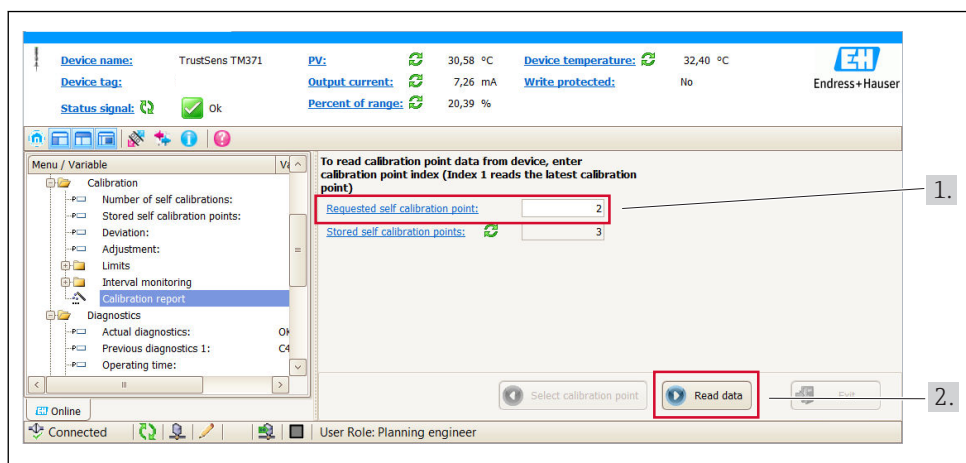 Device name: TrustSens TM371 PV: 30,58 °C Device temperature: 32,40 °C
Device tag: Output current: 7,26 mA Write protected: No
Status signal: Ok Percent of range: 20,39 %
EH
Endress+Hauser
Menu / Variable
Calibration
Number of self calibrations:
Stored self calibration points:
Deviation:
Adjustment:
Limits
Interval monitoring
Calibration report
Diagnostics
Actual diagnostics: Ok
Previous diagnostics 1: C4
Operating time:
Online
To read calibration point data from device, enter
calibration point index (Index 1 reads the latest calibration
point)
Requested self calibration point: 2
Stored self calibration points: 3
1.
Select calibration point Read data Exit
2.
Connected User Role: Planning engineer